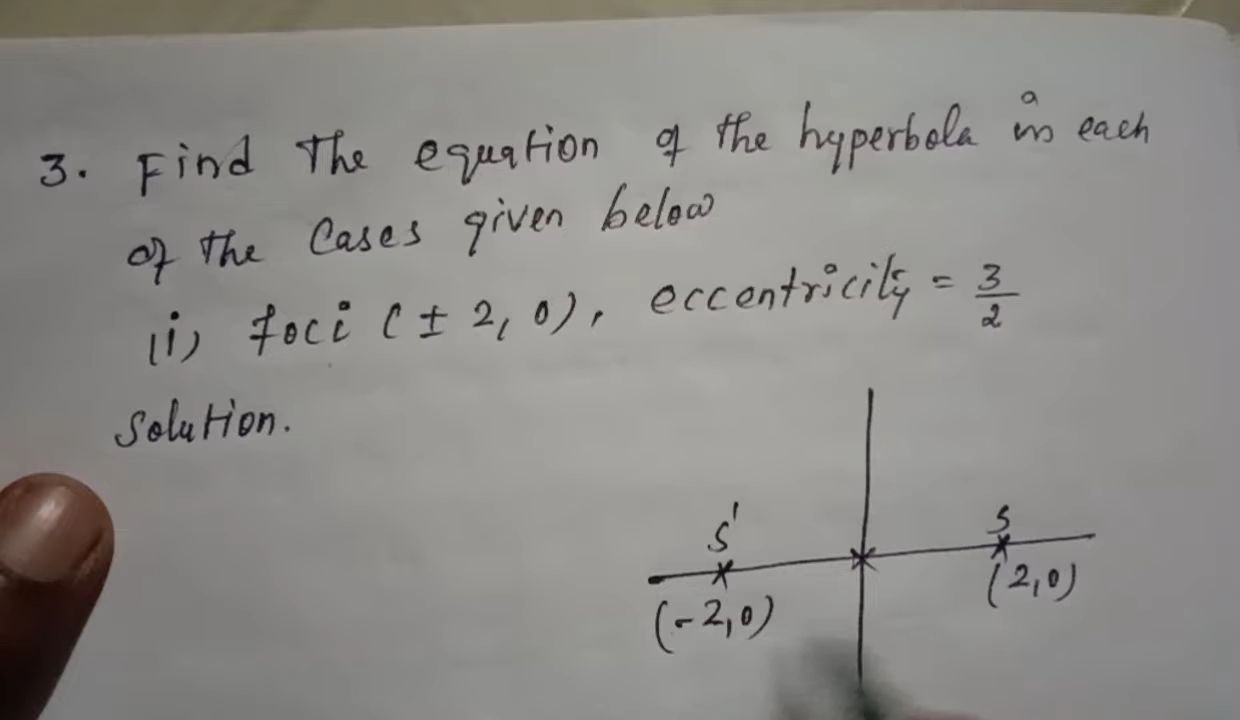 3. Find The equation of the hyperbola in each
of the Cases given below
(i) foci (± 2, 0), eccentricity = 3/2
Solution.
S' S
(-2,0) (2,0)